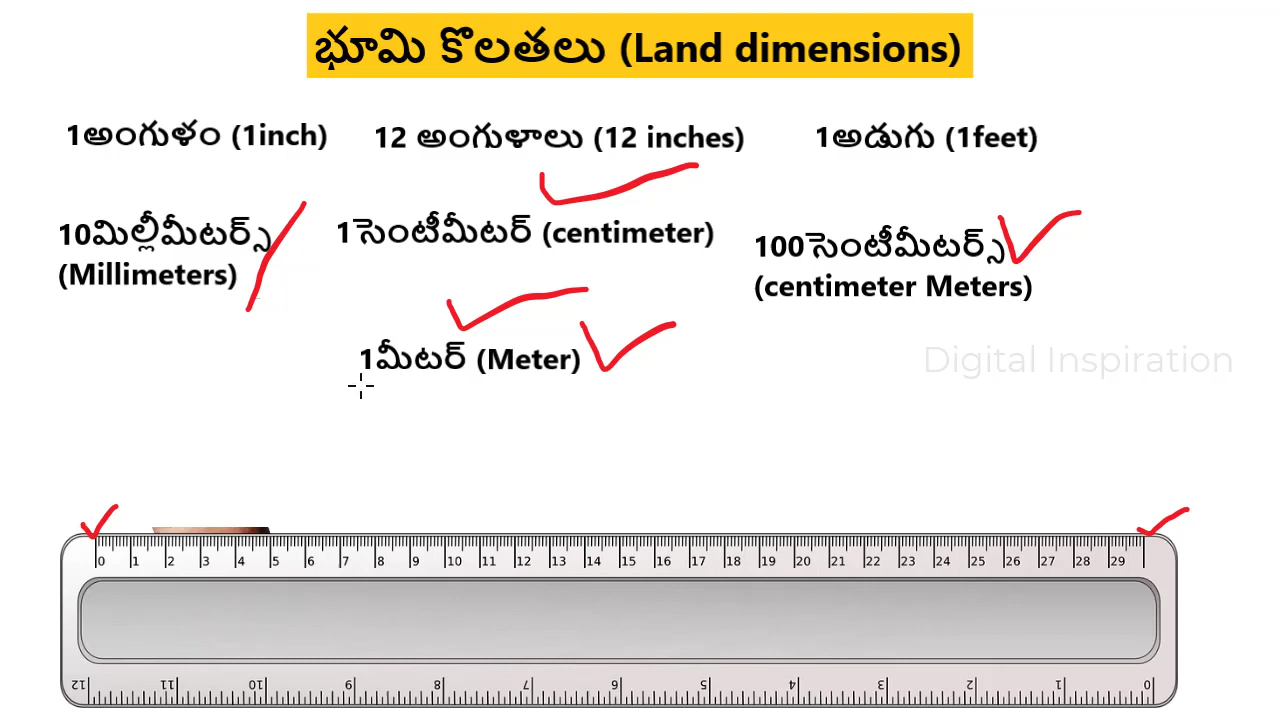 భూమి కొలతలు (Land dimensions)
1అంగుళం (1inch)
12 అంగుళాలు (12 inches)
1అడుగు (1feet)
10మిల్లీమీటర్స్
(Millimeters)
1సెంటీమీటర్ (centimeter)
100సెంటీమీటర్స్
(centimeter Meters)
1మీటర్ (Meter)
Digital Inspiration
0 1 2 3 4 5 6 7 8 9 10 11 12 13 14 15 16 17 18 19 20 21 22 23 24 25 26 27 28 29
12 11 10 9 8 7 6 5 4 3 2 1 0